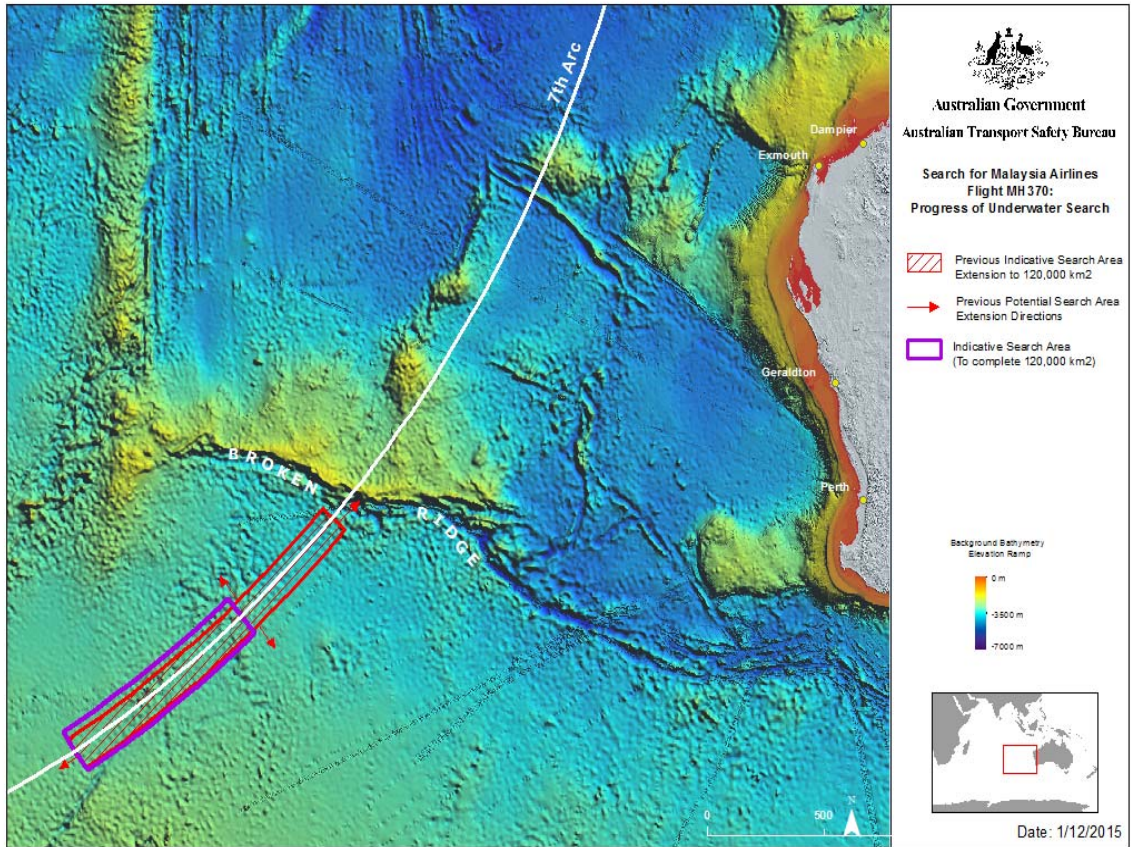 7th Arc
Dampier
Exmouth
Geraldton
Perth
BROKEN RIDGE
0 500
N
Australian Government
Australian Transport Safety Bureau
Search for Malaysia Airlines
Flight MH370:
Progress of Underwater Search
Previous Indicative Search Area
Extension to 120,000 km2
Previous Potential Search Area
Extension Directions
Indicative Search Area
(To complete 120,000 km2)
Background Bathymetry
Elevation Ramp
0 m
-3500 m
-7000 m
Date: 1/12/2015